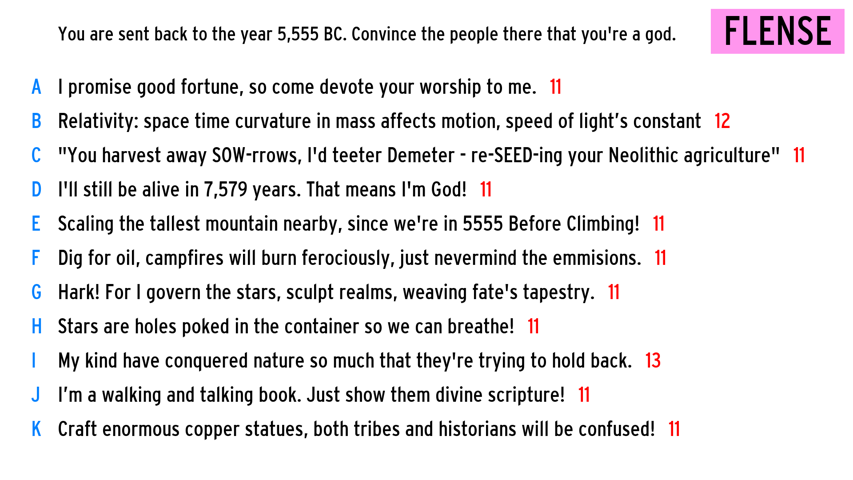 You are sent back to the year 5,555 BC. Convince the people there that you're a god.
FLENSE
A I promise good fortune, so come devote your worship to me. 11
B Relativity: space time curvature in mass affects motion, speed of light’s constant 12
C "You harvest away SOW-rrows, I'd teeter Demeter - re-SEED-ing your Neolithic agriculture" 11
D I'll still be alive in 7,579 years. That means I'm God! 11
E Scaling the tallest mountain nearby, since we're in 5555 Before Climbing! 11
F Dig for oil, campfires will burn ferociously, just nevermind the emmisions. 11
G Hark! For I govern the stars, sculpt realms, weaving fate's tapestry. 11
H Stars are holes poked in the container so we can breathe! 11
I My kind have conquered nature so much that they're trying to hold back. 13
J I’m a walking and talking book. Just show them divine scripture! 11
K Craft enormous copper statues, both tribes and historians will be confused! 11